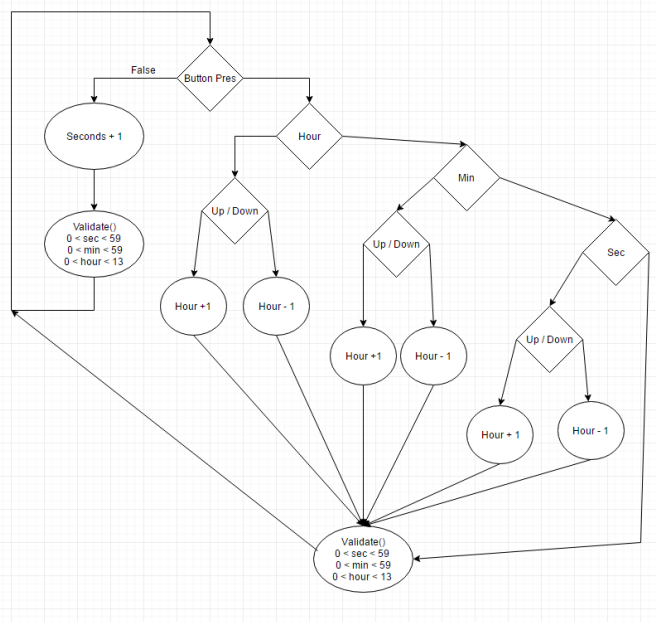 False
Button Pres
Seconds + 1
Hour
Min
Validate()
0 < sec < 59
0 < min < 59
0 < hour < 13
Up / Down
Up / Down
Sec
Hour +1
Hour - 1
Up / Down
Hour +1
Hour - 1
Hour + 1
Hour - 1
Validate()
0 < sec < 59
0 < min < 59
0 < hour < 13